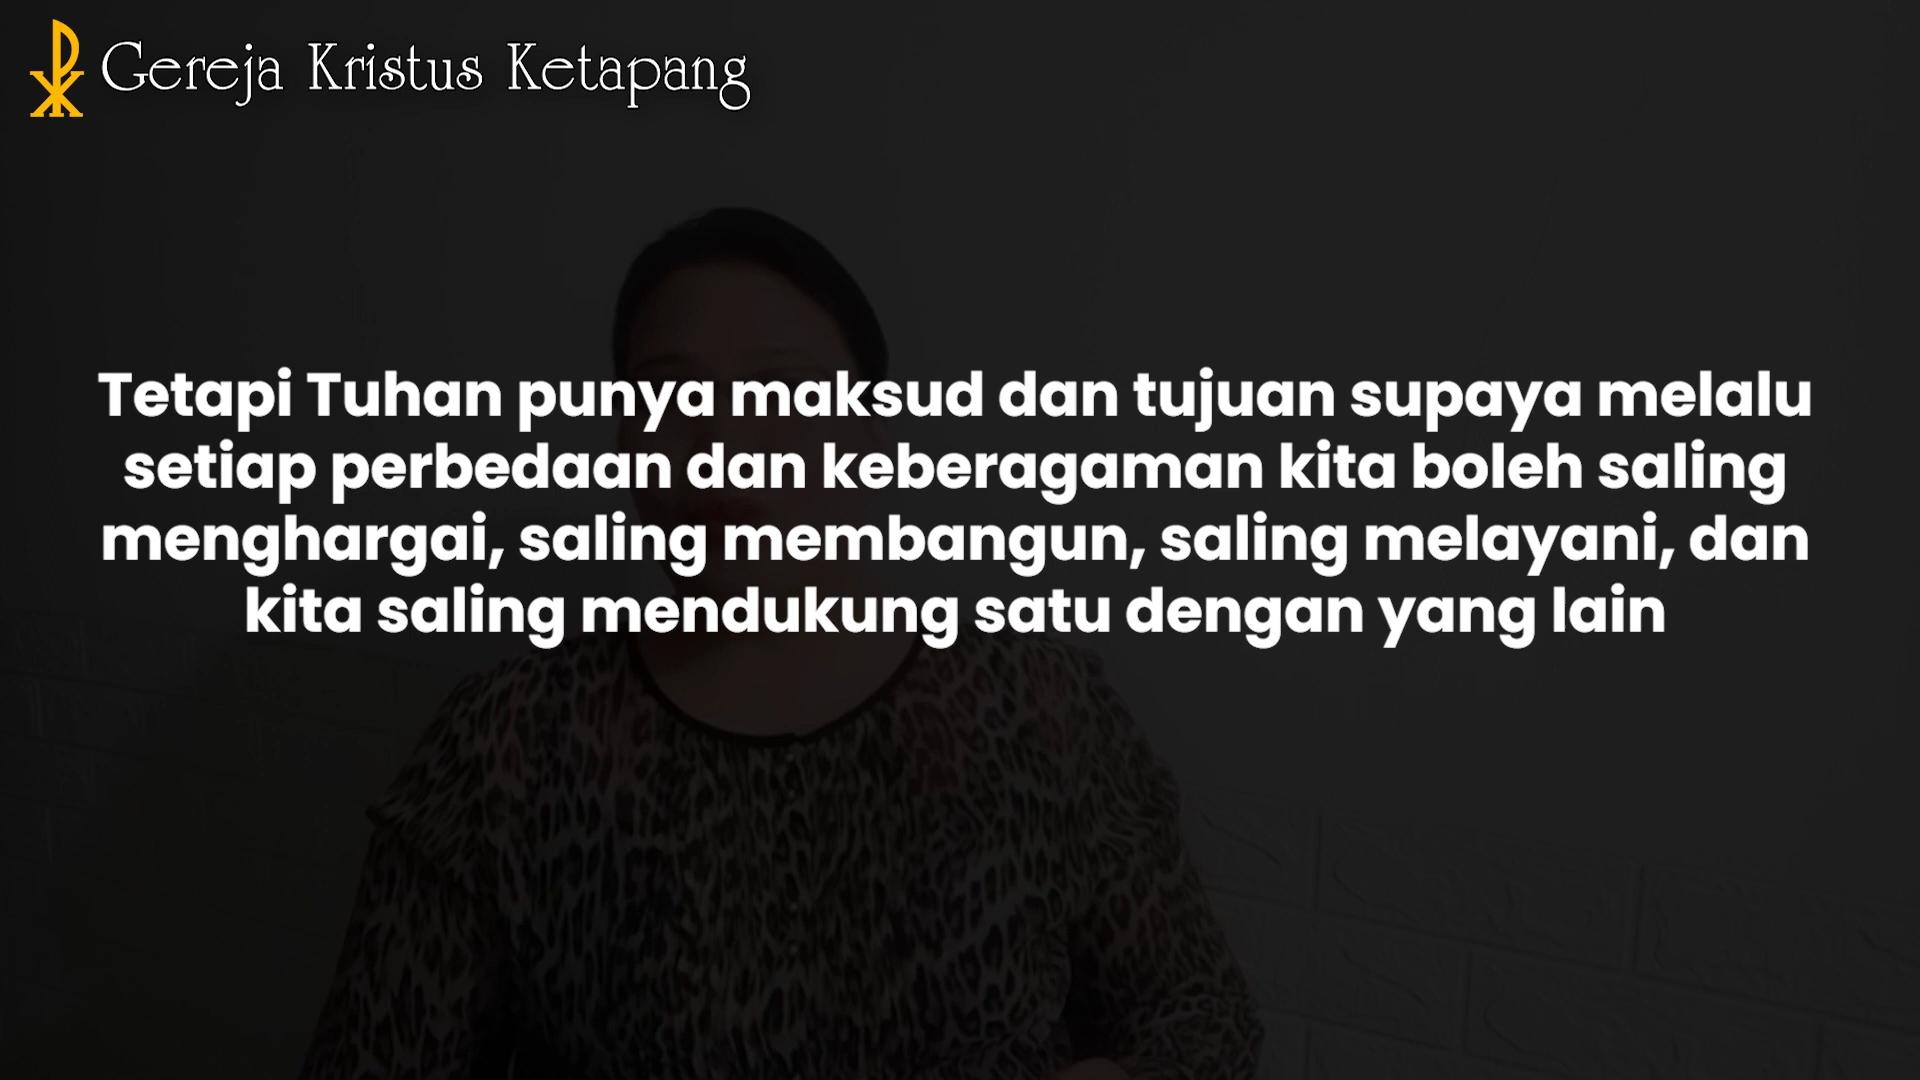 Gereja Kristus Ketapang
Tetapi Tuhan punya maksud dan tujuan supaya melalu
setiap perbedaan dan keberagaman kita boleh saling
menghargai, saling membangun, saling melayani, dan
kita saling mendukung satu dengan yang lain